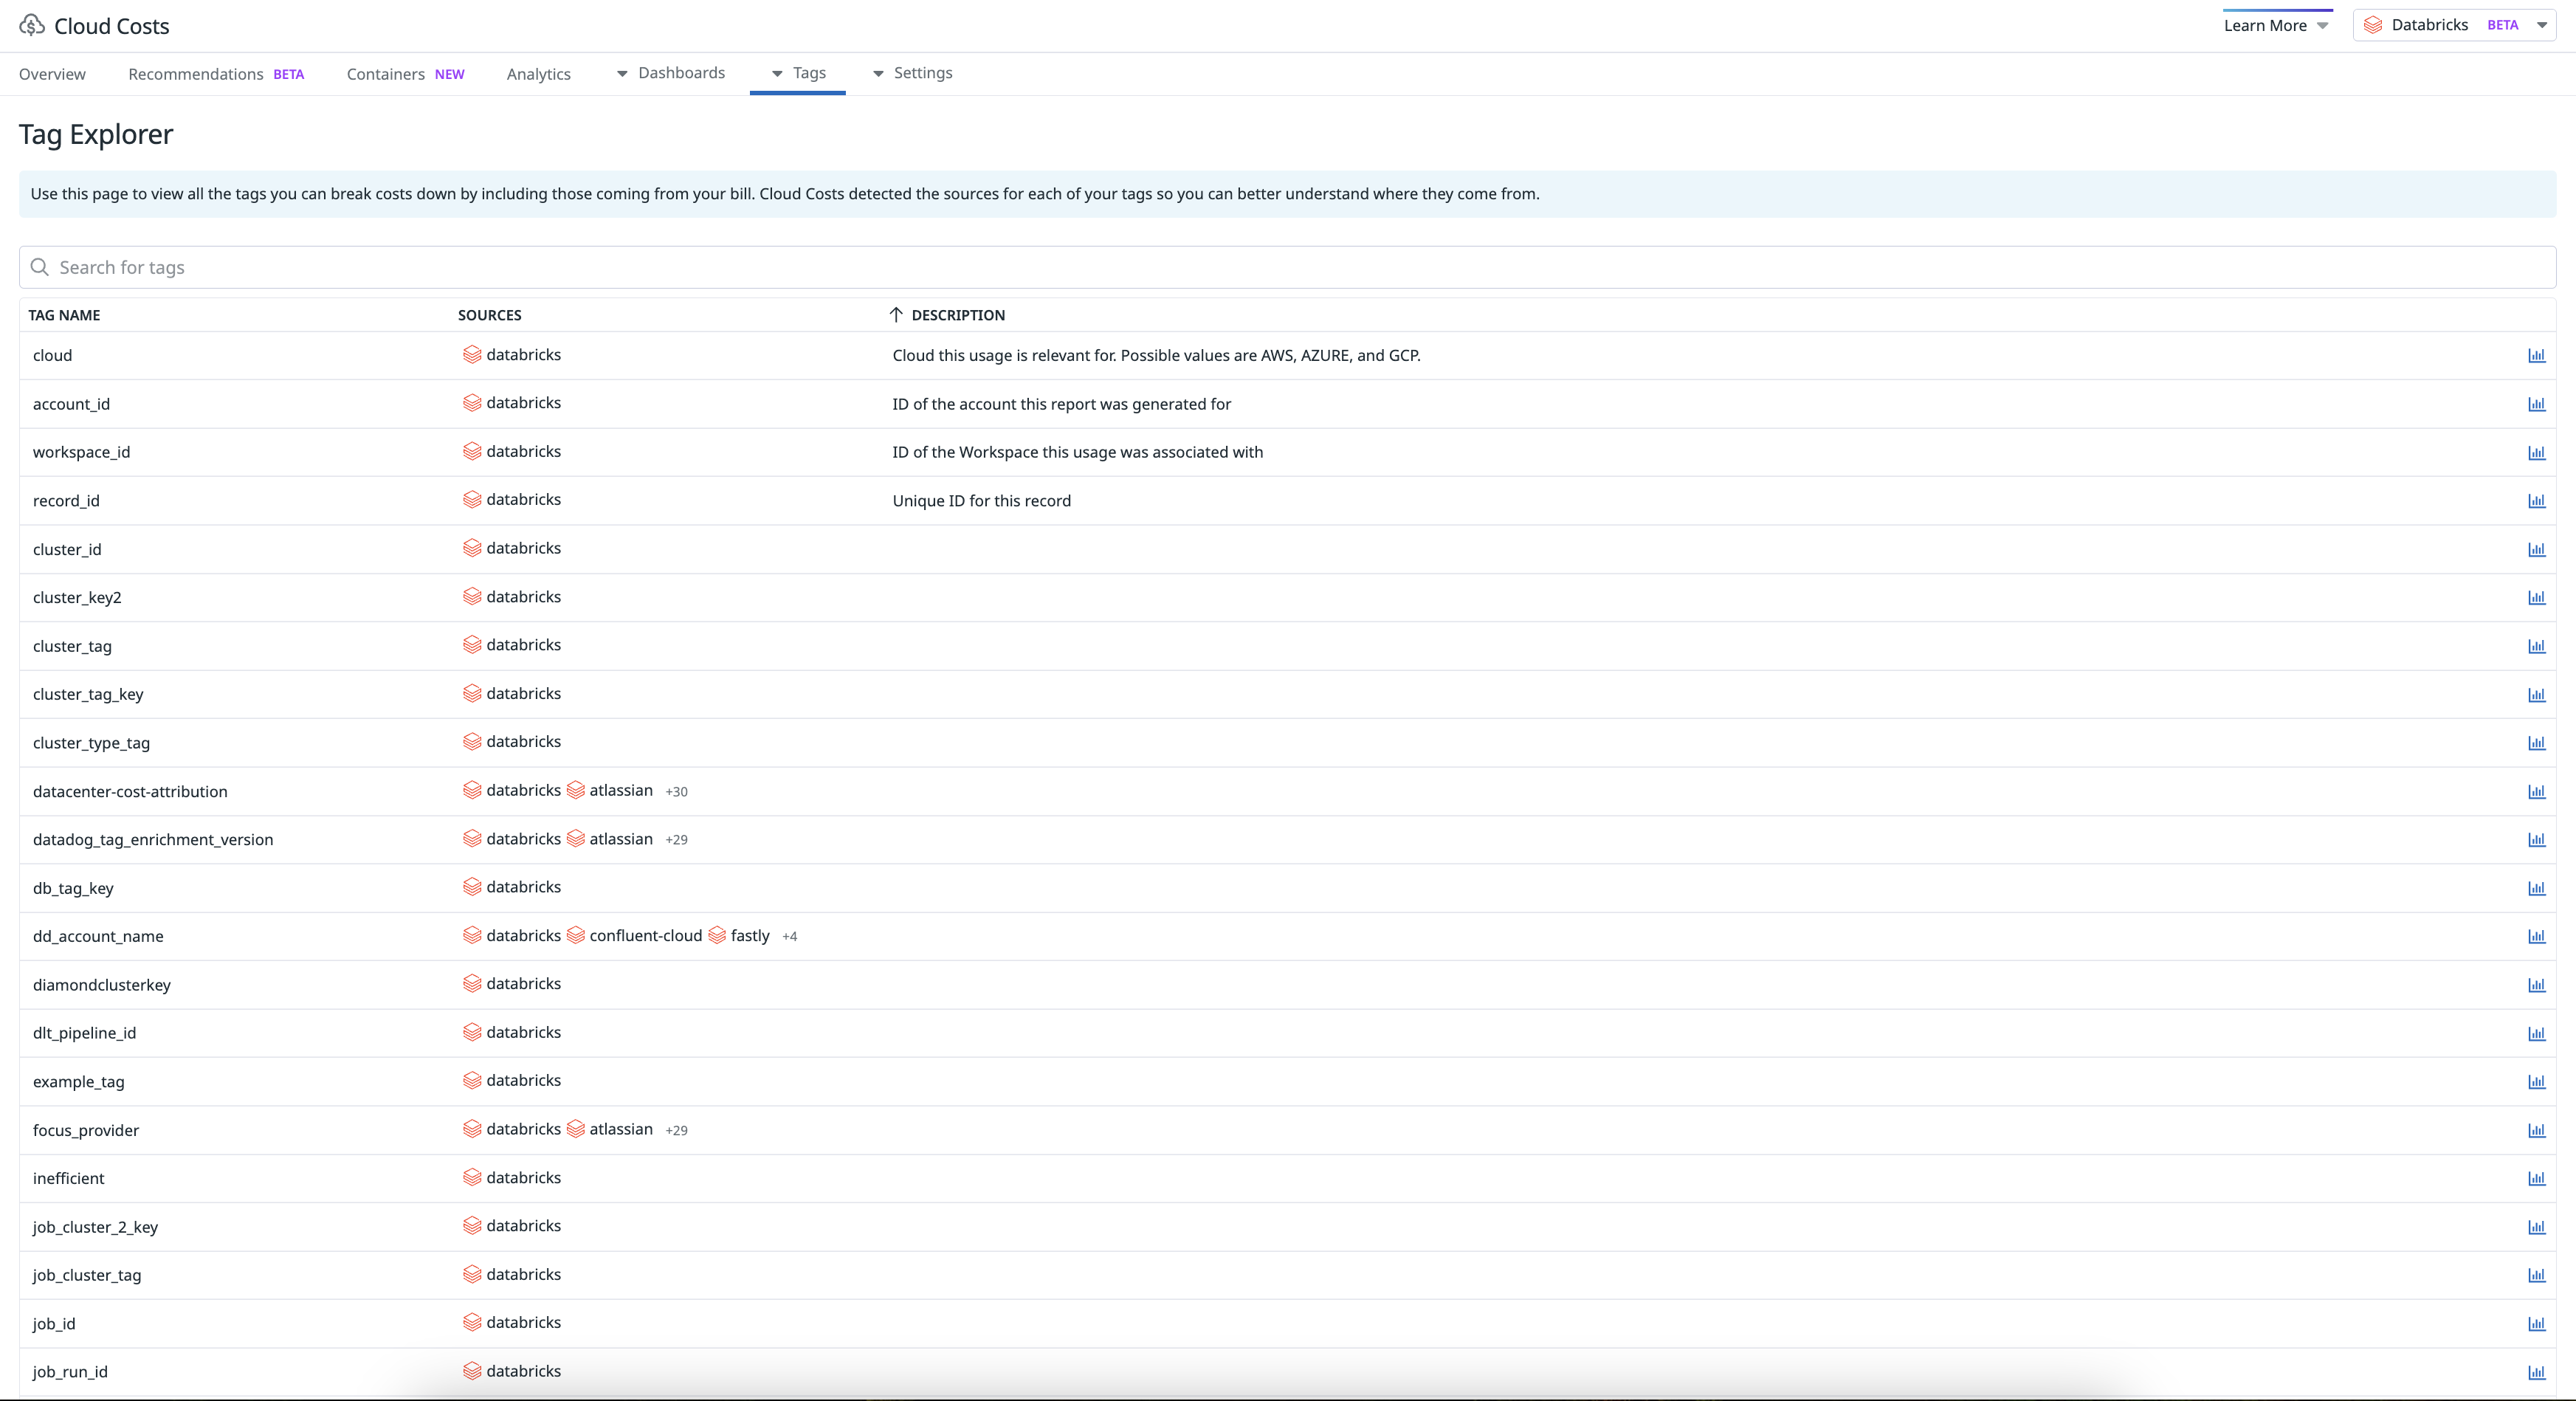 Cloud Costs
Learn More
Databricks BETA
Overview Recommendations BETA Containers NEW Analytics Dashboards Tags Settings
Tag Explorer
Use this page to view all the tags you can break costs down by including those coming from your bill. Cloud Costs detected the sources for each of your tags so you can better understand where they come from.
Search for tags
TAG NAME SOURCES DESCRIPTION
cloud databricks Cloud this usage is relevant for. Possible values are AWS, AZURE, and GCP.
account_id databricks ID of the account this report was generated for
workspace_id databricks ID of the Workspace this usage was associated with
record_id databricks Unique ID for this record
cluster_id databricks
cluster_key2 databricks
cluster_tag databricks
cluster_tag_key databricks
cluster_type_tag databricks
datacenter-cost-attribution databricks atlassian +30
datadog_tag_enrichment_version databricks atlassian +29
db_tag_key databricks
dd_account_name databricks confluent-cloud fastly +4
diamondclusterkey databricks
dlt_pipeline_id databricks
example_tag databricks
focus_provider databricks atlassian +29
inefficient databricks
job_cluster_2_key databricks
job_cluster_tag databricks
job_id databricks
job_run_id databricks